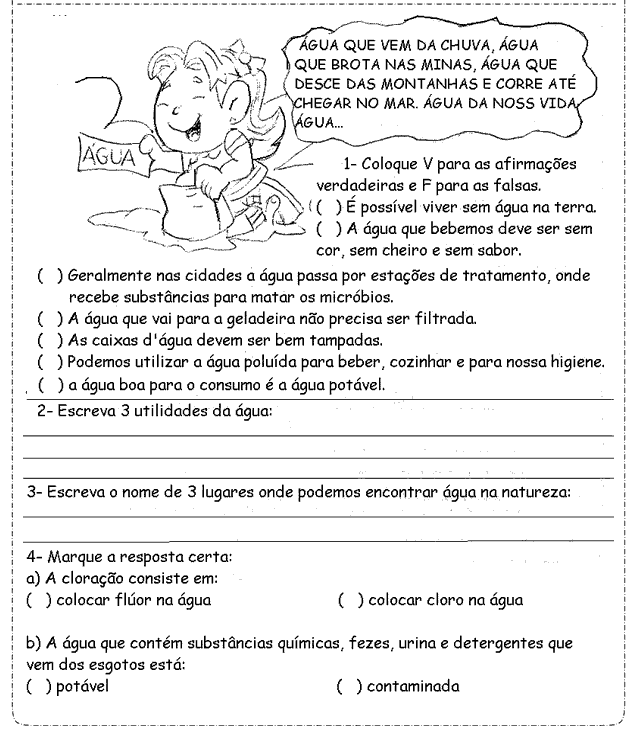 ÁGUA QUE VEM DA CHUVA, ÁGUA
QUE BROTA NAS MINAS, ÁGUA QUE
DESCE DAS MONTANHAS E CORRE ATÉ
CHEGAR NO MAR. ÁGUA DA NOSS VIDA,
ÁGUA...
ÁGUA
1- Coloque V para as afirmações
verdadeiras e F para as falsas.
( ) É possível viver sem água na terra.
( ) A água que bebemos deve ser sem
cor, sem cheiro e sem sabor.
( ) Geralmente nas cidades a água passa por estações de tratamento, onde
recebe substâncias para matar os micróbios.
( ) A água que vai para a geladeira não precisa ser filtrada.
( ) As caixas d'água devem ser bem tampadas.
( ) Podemos utilizar a água poluída para beber, cozinhar e para nossa higiene.
( ) a água boa para o consumo é a água potável.
2- Escreva 3 utilidades da água:
3- Escreva o nome de 3 lugares onde podemos encontrar água na natureza:
4- Marque a resposta certa:
a) A cloração consiste em:
( ) colocar flúor na água ( ) colocar cloro na água
b) A água que contém substâncias químicas, fezes, urina e detergentes que
vem dos esgotos está:
( ) potável ( ) contaminada